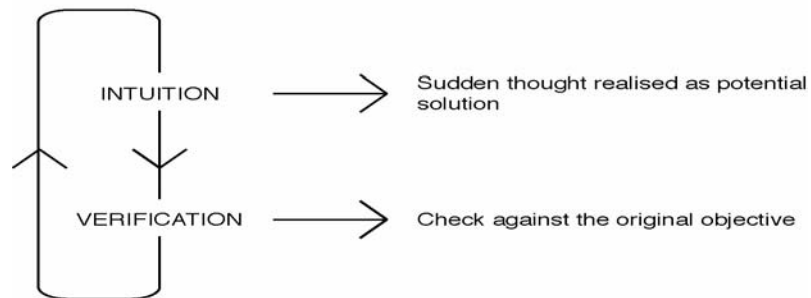 INTUITION
Sudden thought realised as potential
solution
VERIFICATION
Check against the original objective